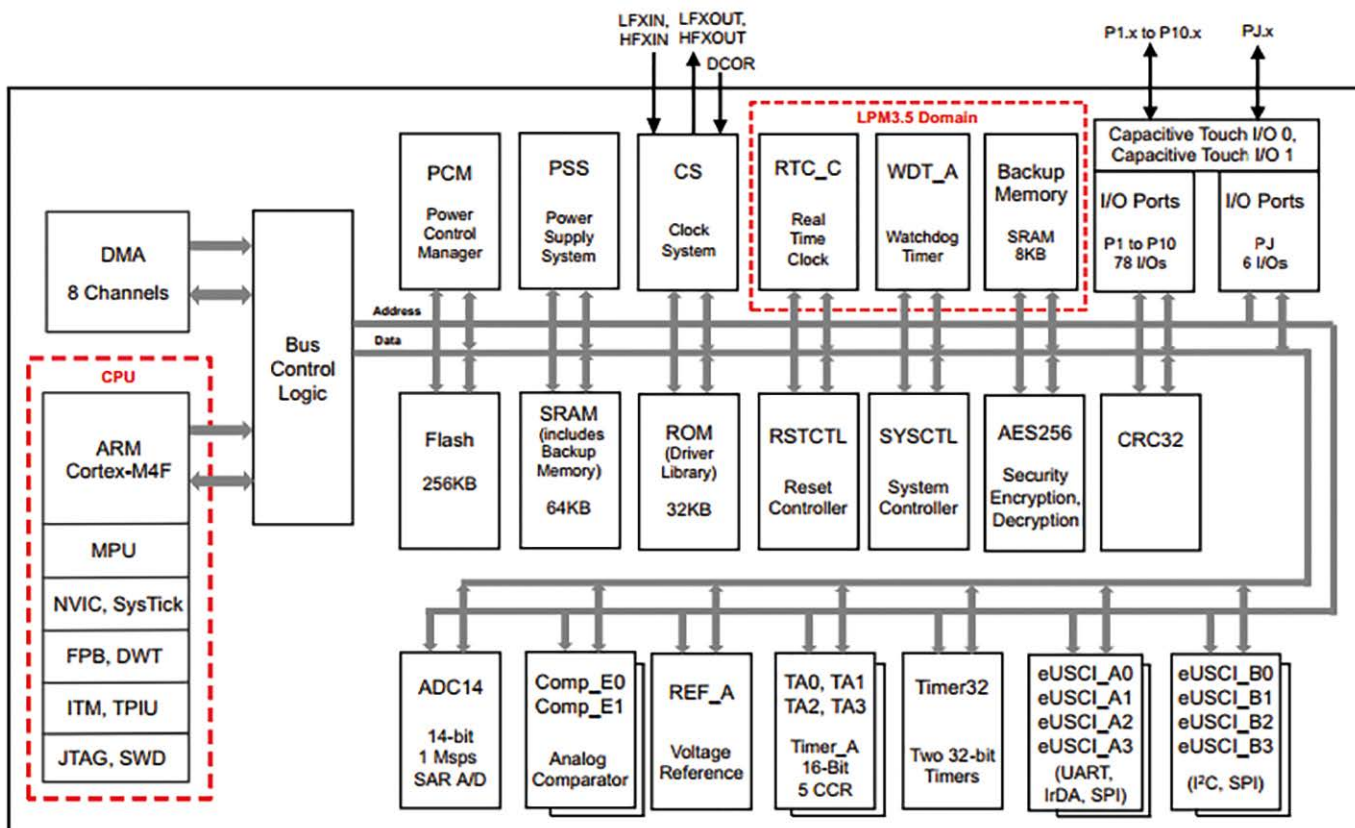 LFXIN,
HFXIN
LFXOUT,
HFXOUT
DCOR
P1.x to P10.x
PJ.x
LPM3.5 Domain
Capacitive Touch I/O 0,
Capacitive Touch I/O 1
PCM
Power
Control
Manager
PSS
Power
Supply
System
CS
Clock
System
RTC_C
Real
Time
Clock
WDT_A
Watchdog
Timer
Backup
Memory
SRAM
8KB
I/O Ports
P1 to P10
78 I/Os
I/O Ports
PJ
6 I/Os
DMA
8 Channels
Bus
Control
Logic
Address
Data
CPU
ARM
Cortex-M4F
MPU
NVIC, SysTick
FPB, DWT
ITM, TPIU
JTAG, SWD
Flash
256KB
SRAM
(includes
Backup
Memory)
64KB
ROM
(Driver
Library)
32KB
RSTCTL
Reset
Controller
SYSCTL
System
Controller
AES256
Security
Encryption,
Decryption
CRC32
ADC14
14-bit
1 Msps
SAR A/D
Comp_E0
Comp_E1
Analog
Comparator
REF_A
Voltage
Reference
TA0, TA1
TA2, TA3
Timer_A
16-Bit
5 CCR
Timer32
Two 32-bit
Timers
eUSCI_A0
eUSCI_A1
eUSCI_A2
eUSCI_A3
(UART,
IrDA, SPI)
eUSCI_B0
eUSCI_B1
eUSCI_B2
eUSCI_B3
(I²C, SPI)